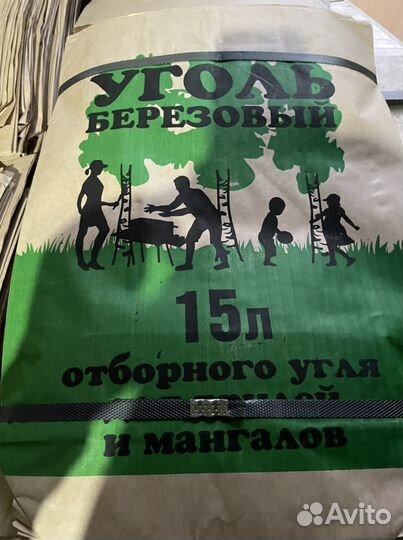 УГОЛЬ
БЕРЕЗОВЫЙ
15л
отборного угля
и мангалов
Avito